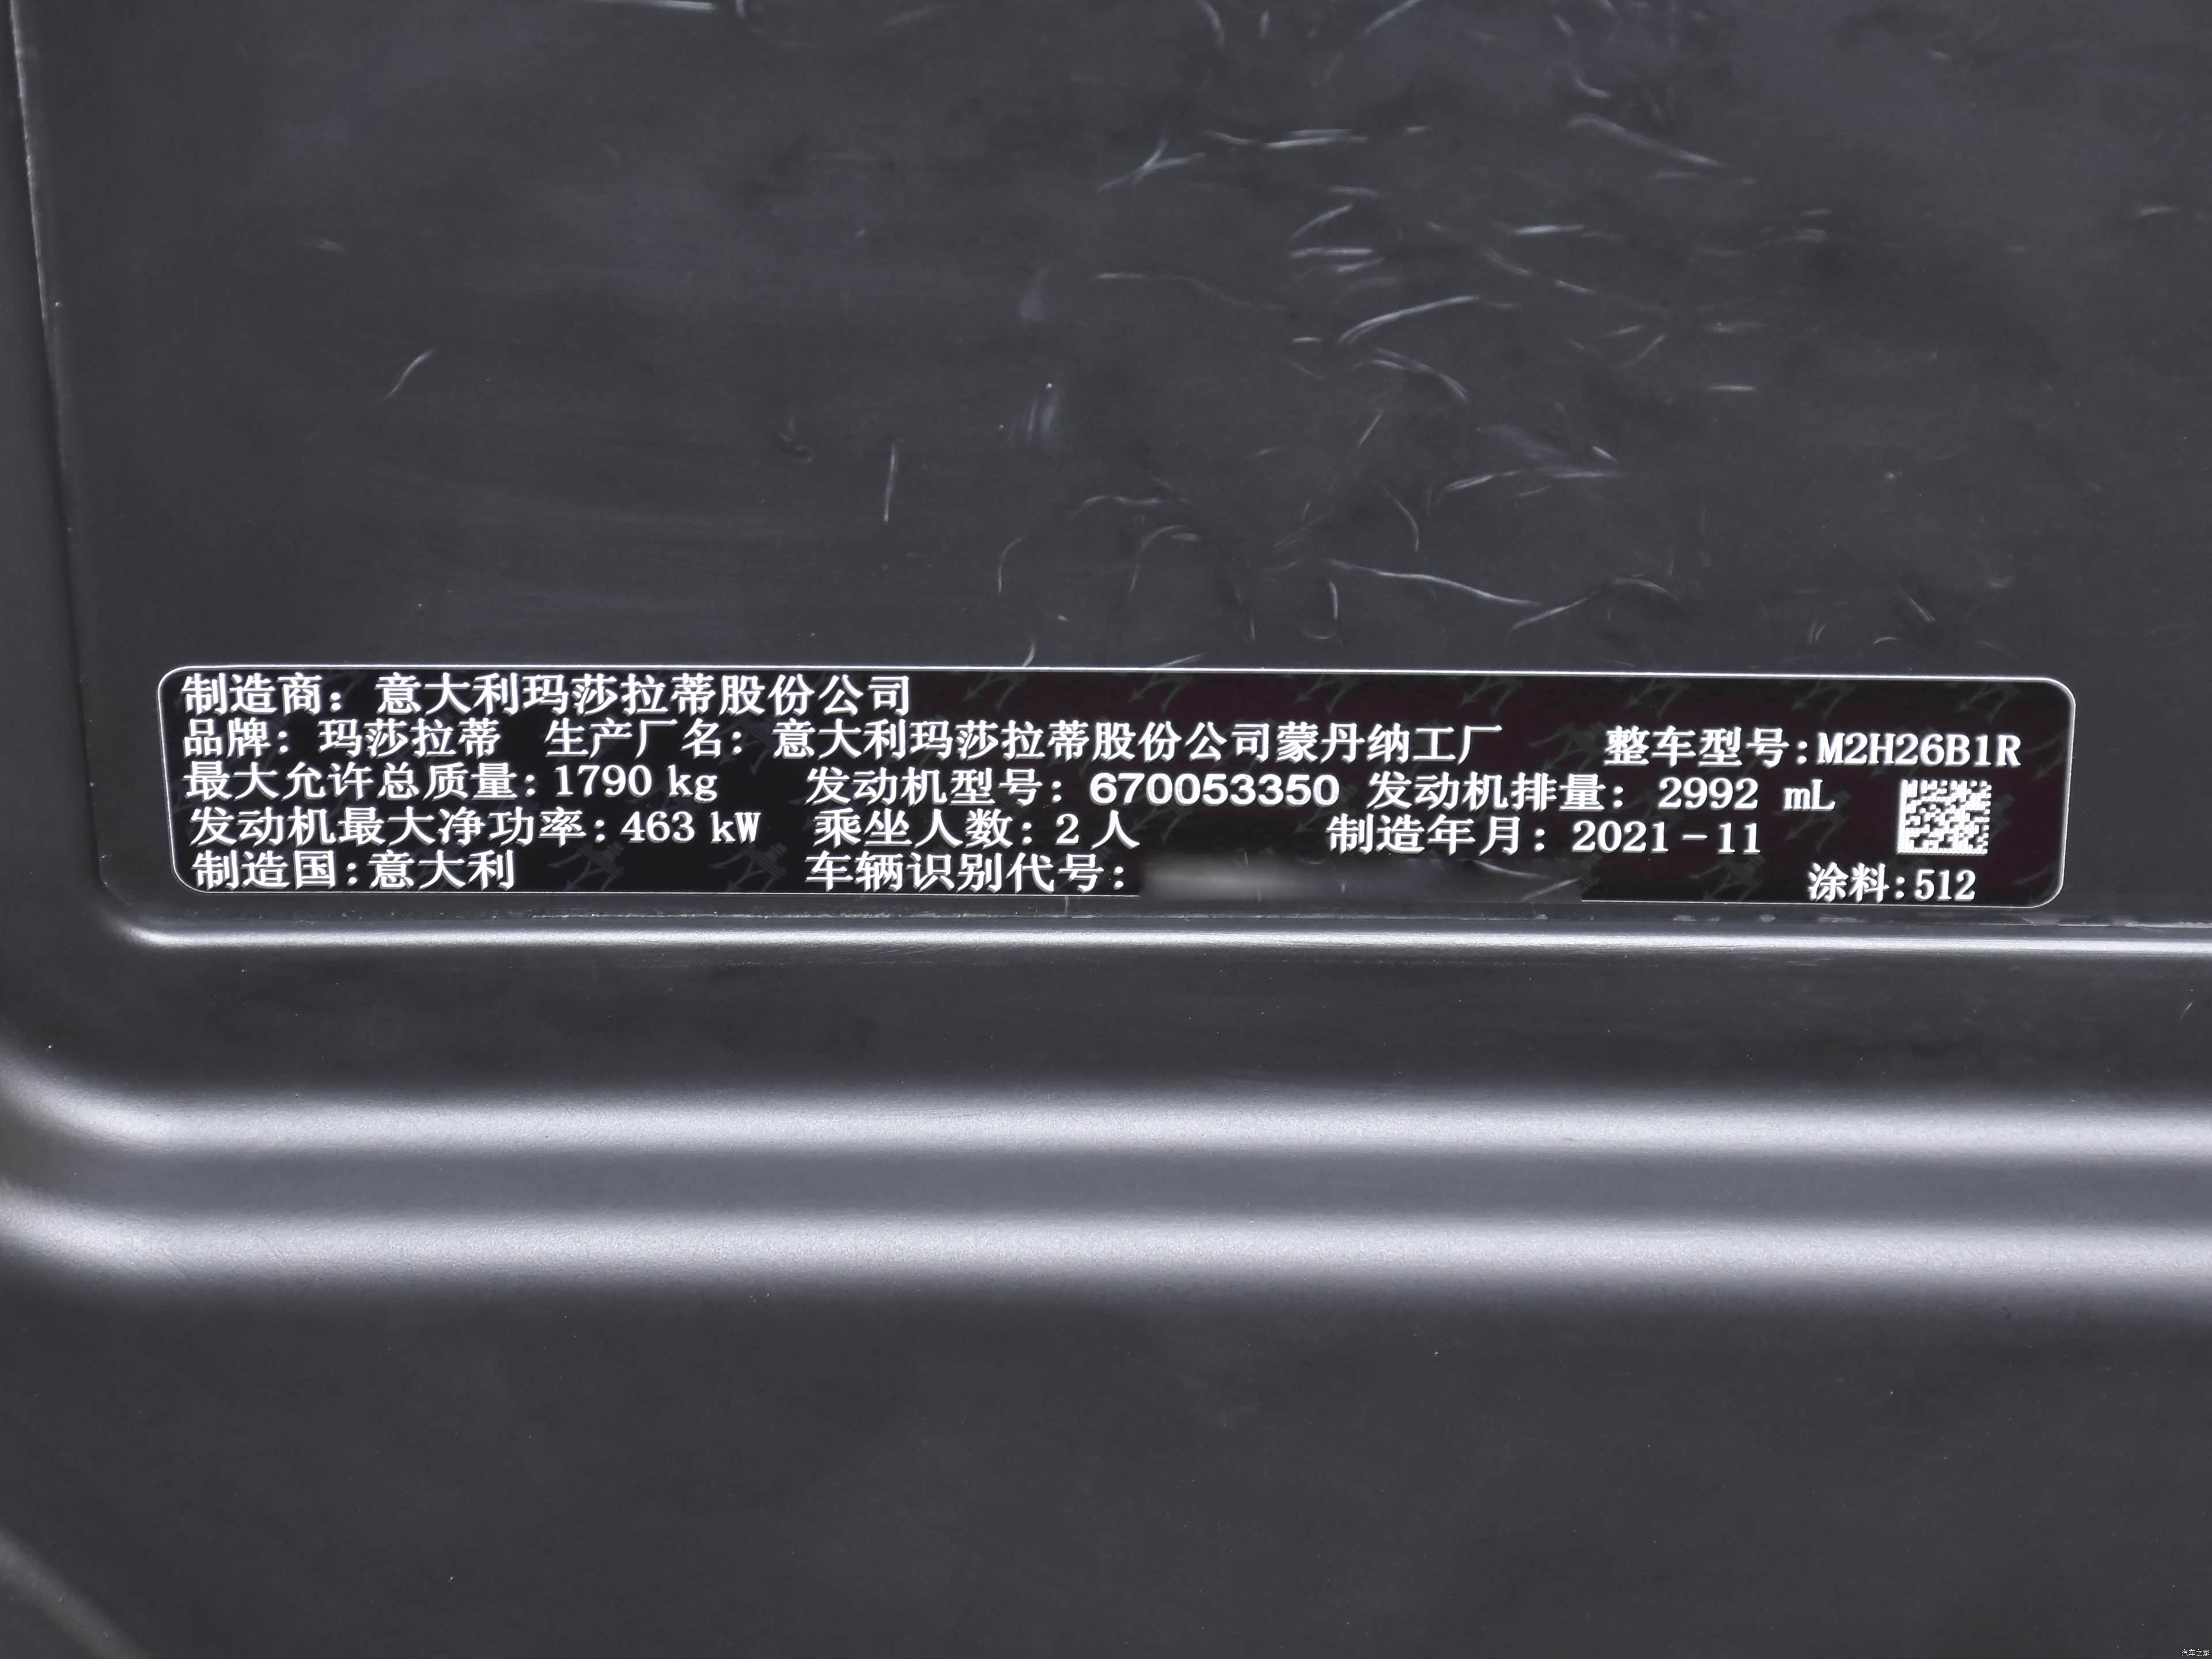 制造商：意大利玛莎拉蒂股份公司
品牌：玛莎拉蒂 生产厂名：意大利玛莎拉蒂股份公司蒙丹纳工厂 整车型号:M2H26B1R
最大允许总质量:1790 kg 发动机型号：670053350 发动机排量：2992 mL
发动机最大净功率:463 kW 乘坐人数：2人 制造年月：2021-11
制造国:意大利 车辆识别代号： 涂料:512
汽车之家